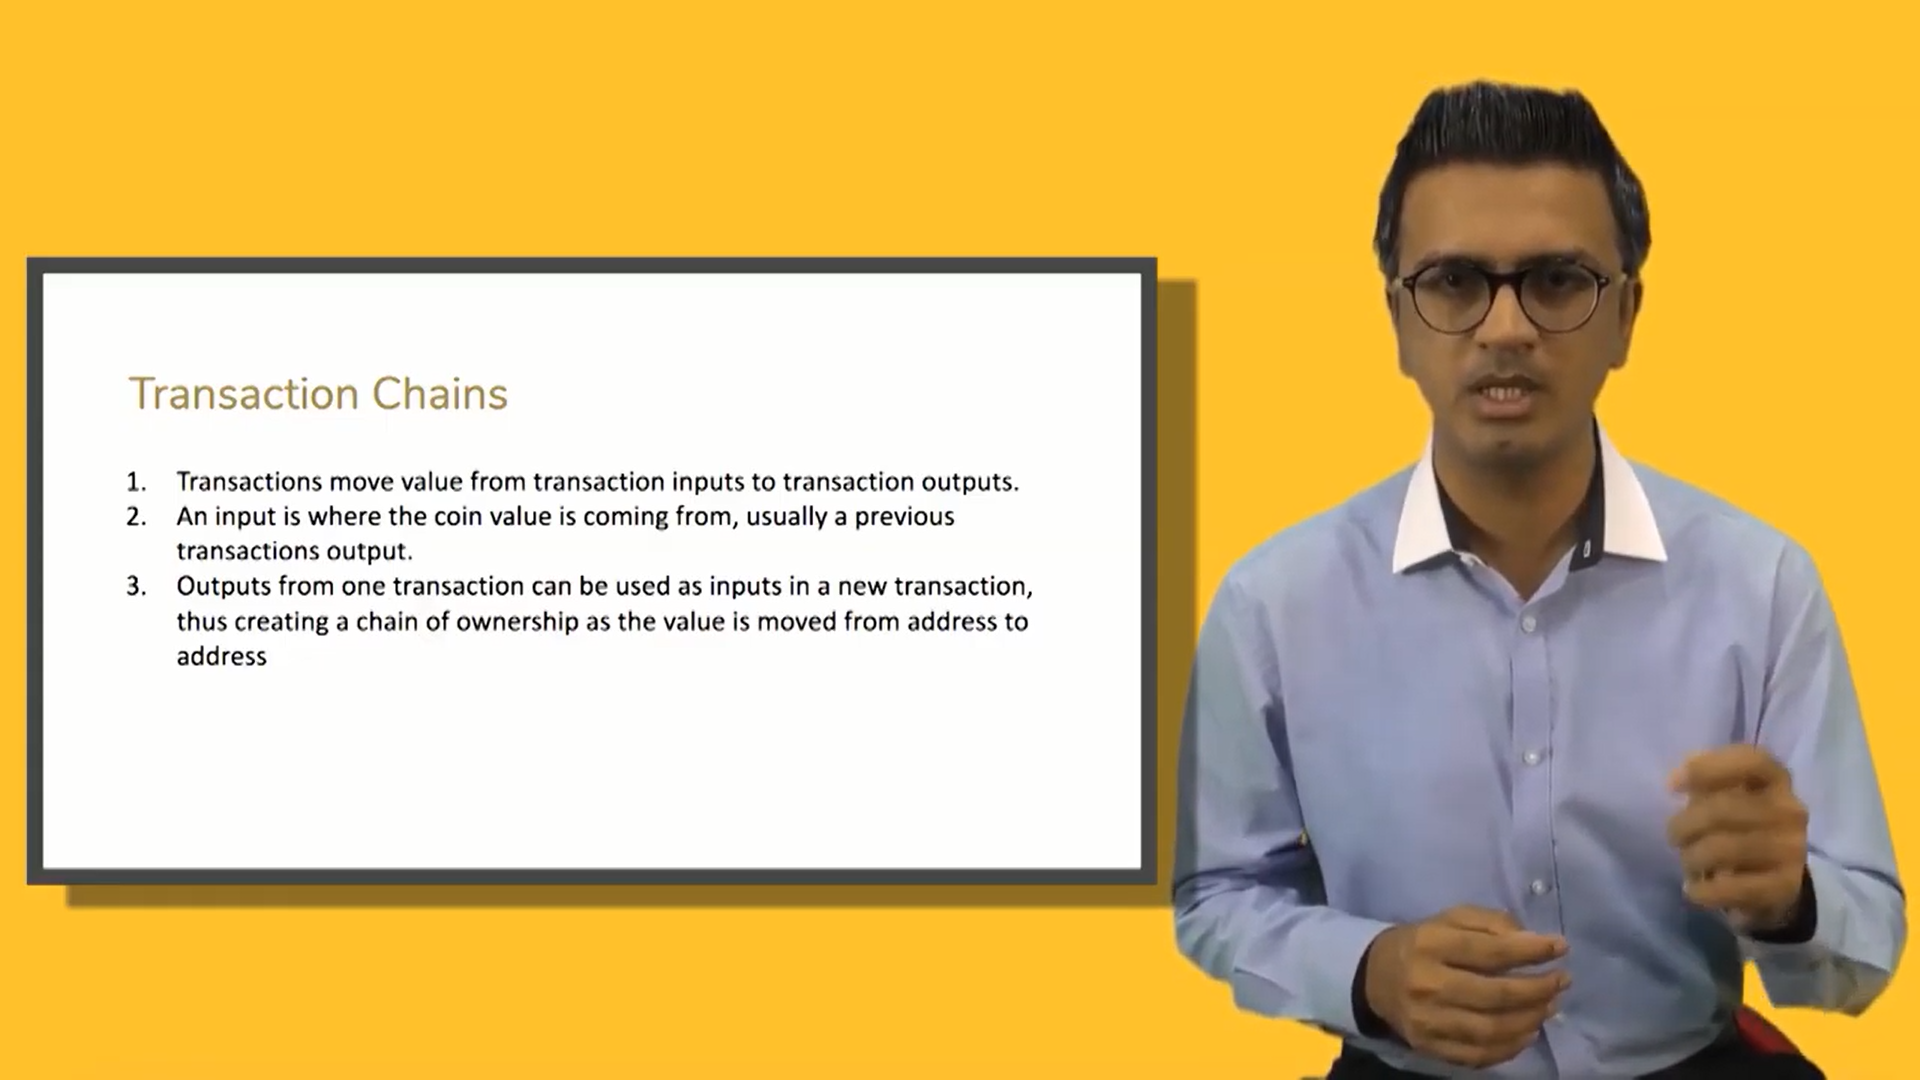 Transaction Chains
1. Transactions move value from transaction inputs to transaction outputs.
2. An input is where the coin value is coming from, usually a previous
transactions output.
3. Outputs from one transaction can be used as inputs in a new transaction,
thus creating a chain of ownership as the value is moved from address to
address